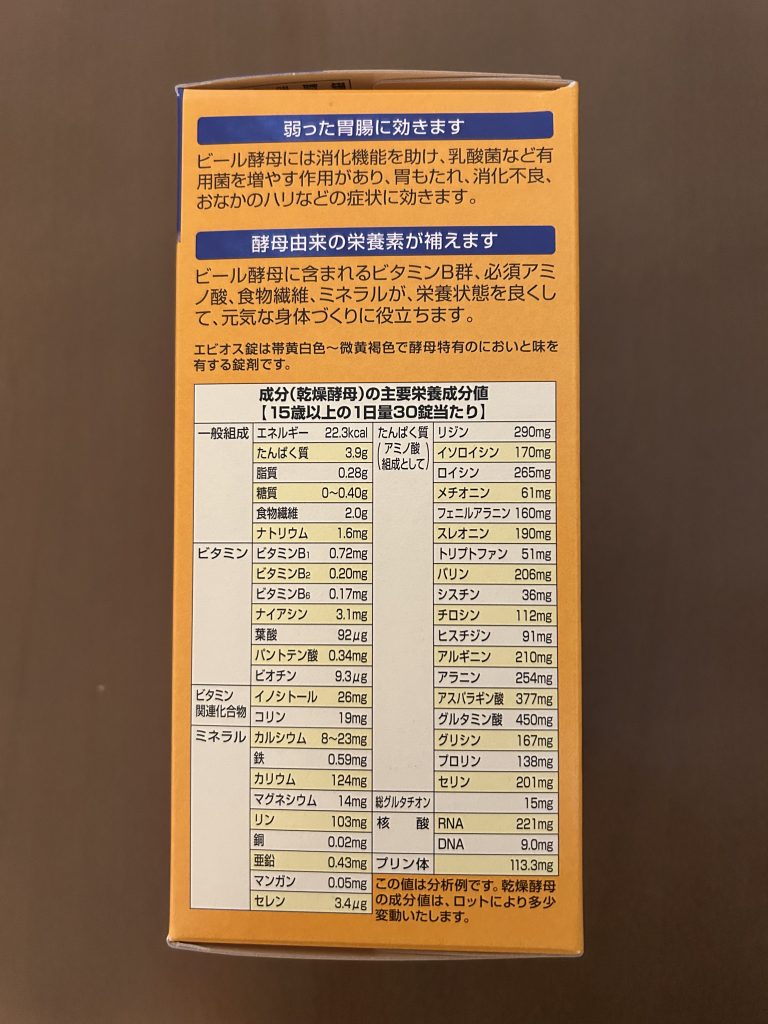 弱った胃腸に効きます
ビール酵母には消化機能を助け、乳酸菌など有
用菌を増やす作用があり、胃もたれ、消化不良、
おなかのハリなどの症状に効きます。
酵母由来の栄養素が補えます
ビール酵母に含まれるビタミンB群、必須アミ
ノ酸、食物繊維、ミネラルが、栄養状態を良くし
て、元気な身体づくりに役立ちます。
エビオス錠は帯黄白色～微黄褐色で酵母特有のにおいと味を
有する錠剤です。
成分(乾燥酵母)の主要栄養成分値
【15歳以上の1日量30錠当たり】
一般組成 エネルギー 22.3kcal
たんぱく質 3.9g
脂質 0.28g
糖質 0～0.40g
食物繊維 2.0g
ナトリウム 1.6mg
ビタミン ビタミンB1 0.72mg
ビタミンB2 0.20mg
ビタミンB6 0.17mg
ナイアシン 3.1mg
葉酸 92μg
パントテン酸 0.34mg
ビオチン 9.3μg
ビタミン
関連化合物
イノシトール 26mg
コリン 19mg
ミネラル カルシウム 8～23mg
鉄 0.59mg
カリウム 124mg
マグネシウム 14mg
リン 103mg
銅 0.02mg
亜鉛 0.43mg
マンガン 0.05mg
セレン 3.4μg
たんぱく質
(アミノ酸
組成として)
リジン 290mg
イソロイシン 170mg
ロイシン 265mg
メチオニン 61mg
フェニルアラニン 160mg
スレオニン 190mg
トリプトファン 51mg
バリン 206mg
シスチン 36mg
チロシン 112mg
ヒスチジン 91mg
アルギニン 210mg
アラニン 254mg
アスパラギン酸 377mg
グルタミン酸 450mg
グリシン 167mg
プロリン 138mg
セリン 201mg
総グルタチオン 15mg
核酸 RNA 221mg
DNA 9.0mg
プリン体 113.3mg
この値は分析例です。乾燥酵母
の成分値は、ロットにより多少
変動いたします。